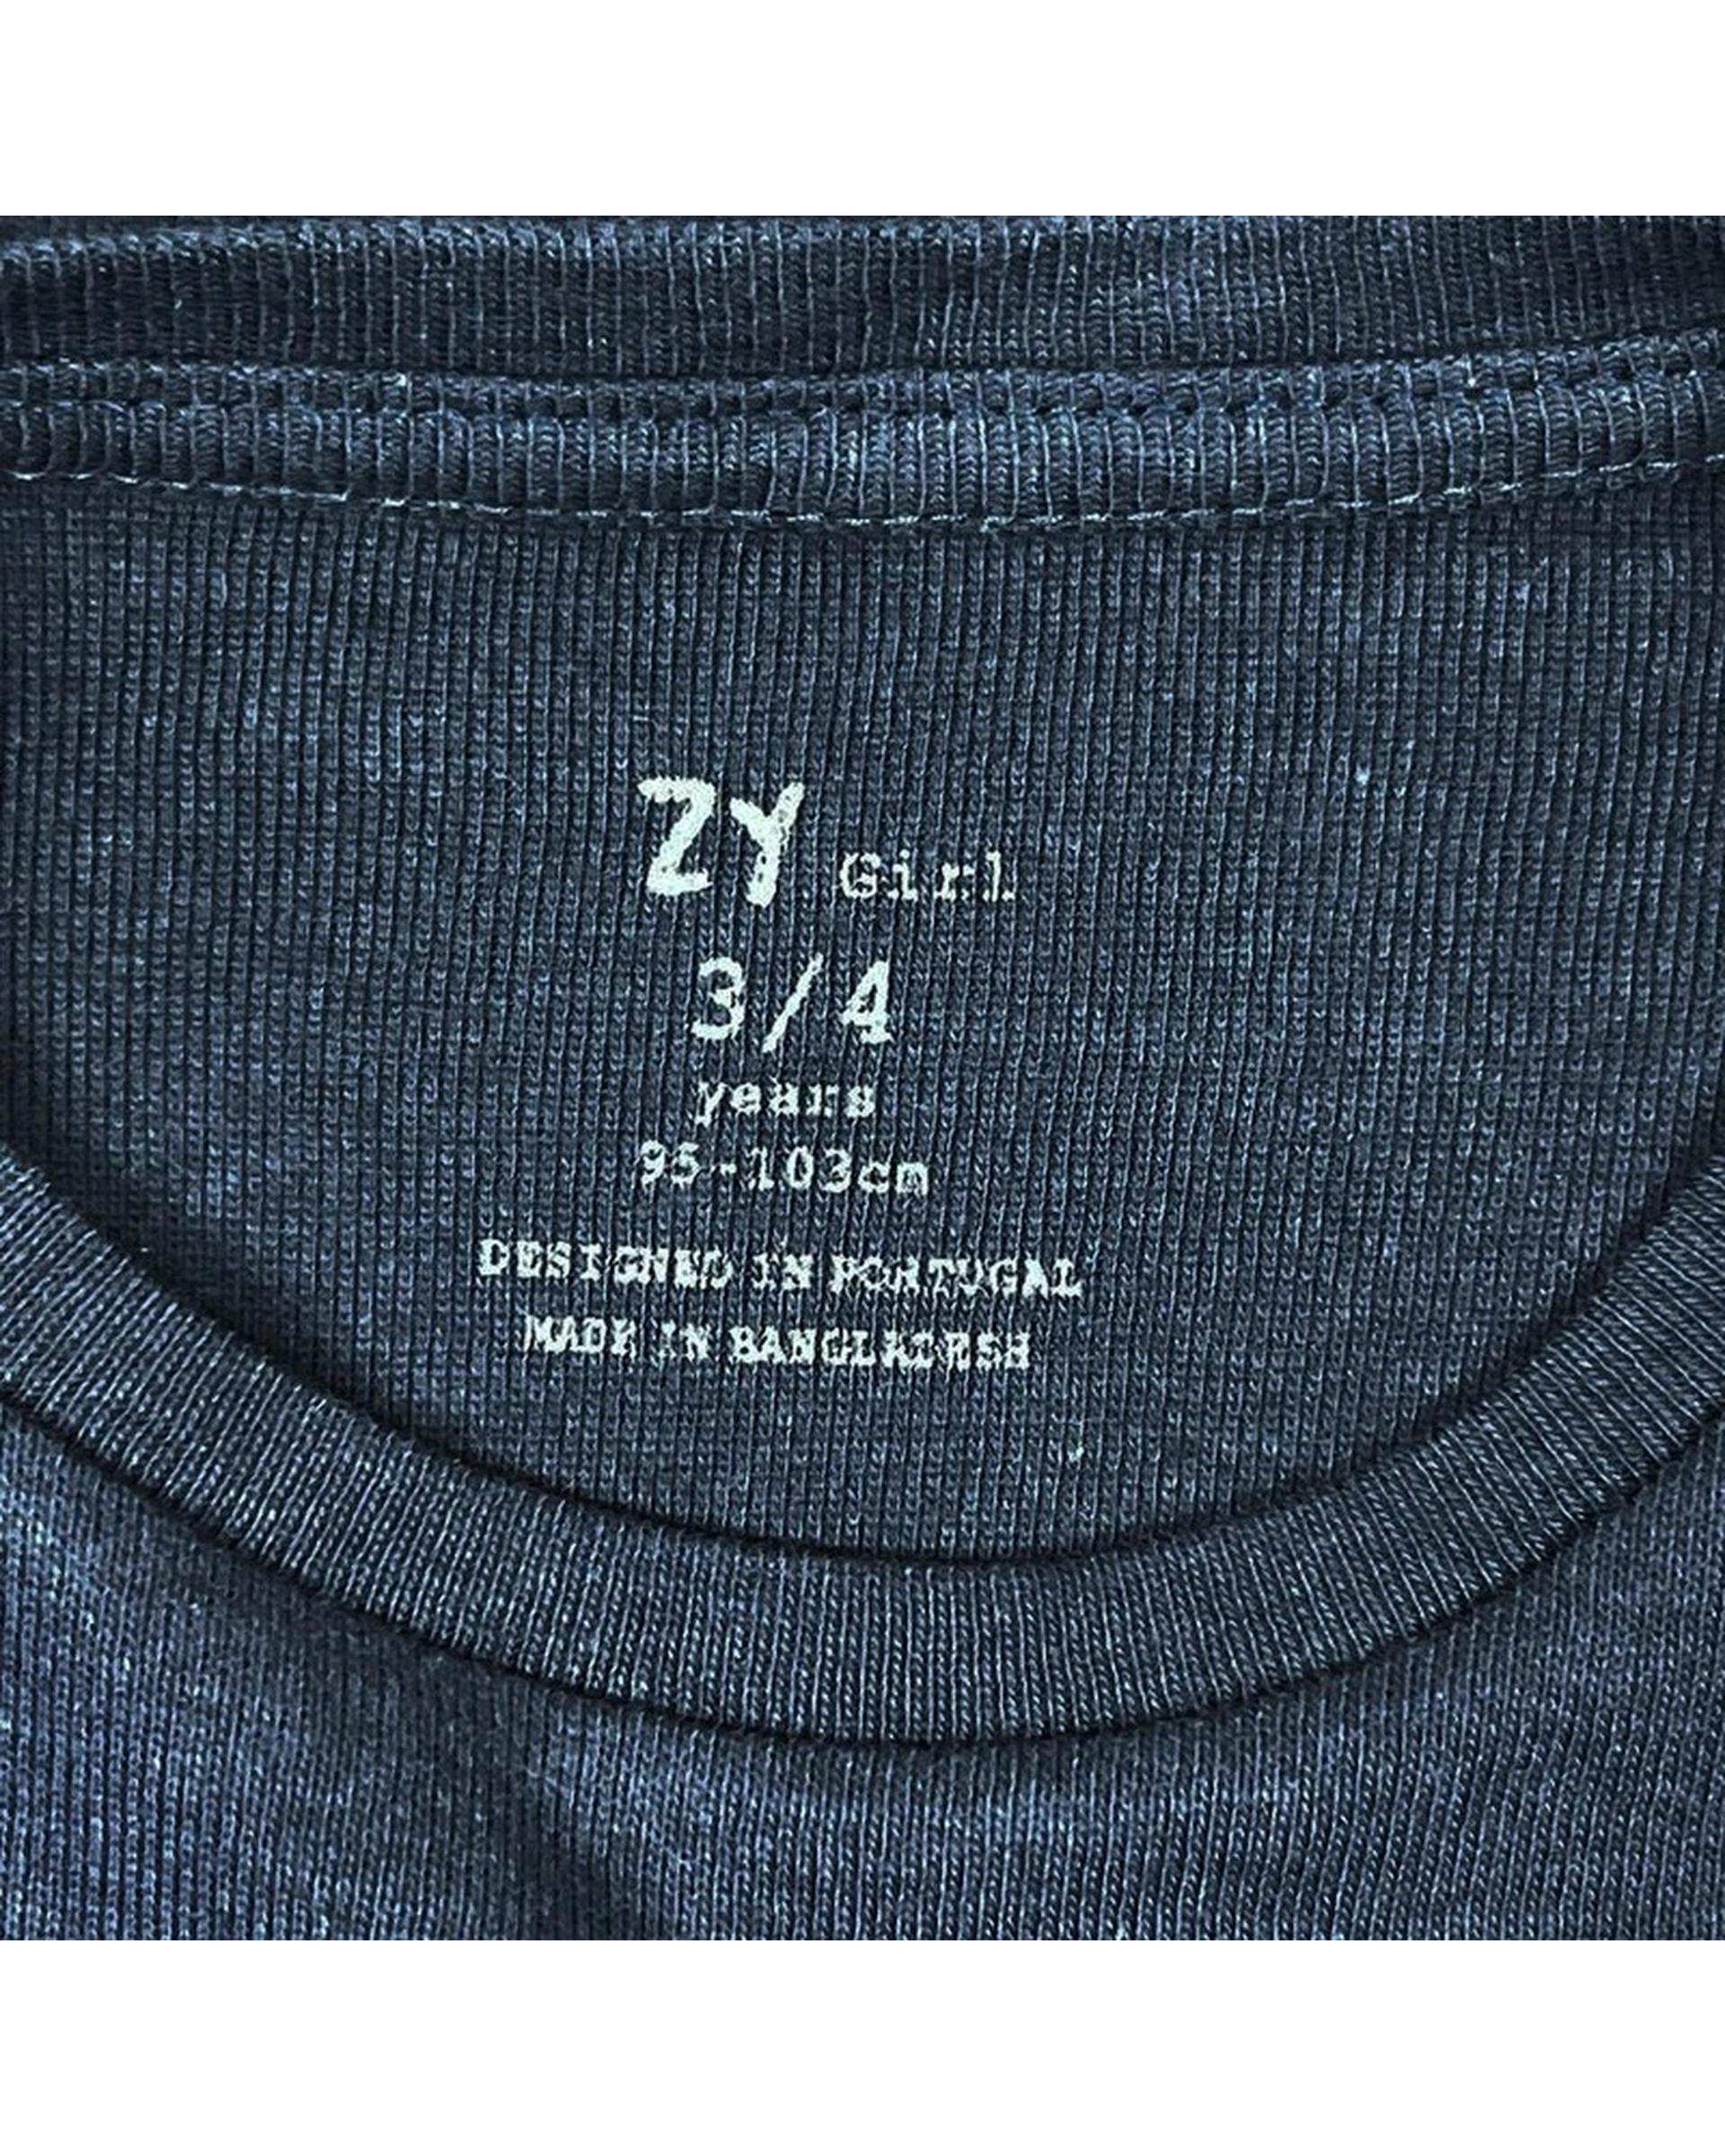 ZY Girl
3/4
years
95-103cm
DESIGNED IN PORTUGAL
MADE IN BANGLADESH